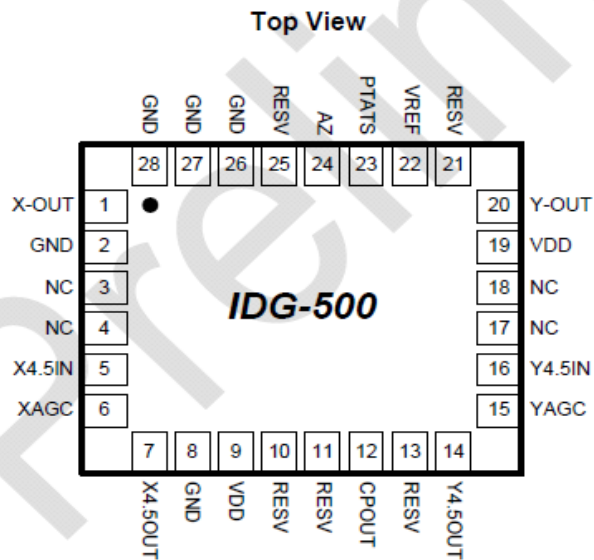 Top View
GND GND GND RESV AZ PTATS VREF RESV
28 27 26 25 24 23 22 21
X-OUT 1 20 Y-OUT
GND 2 19 VDD
NC 3 18 NC
IDG-500
NC 4 17 NC
X4.5IN 5 16 Y4.5IN
XAGC 6 15 YAGC
7 8 9 10 11 12 13 14
X4.5OUT GND VDD RESV RESV CPOUT RESV Y4.5OUT
Prelim